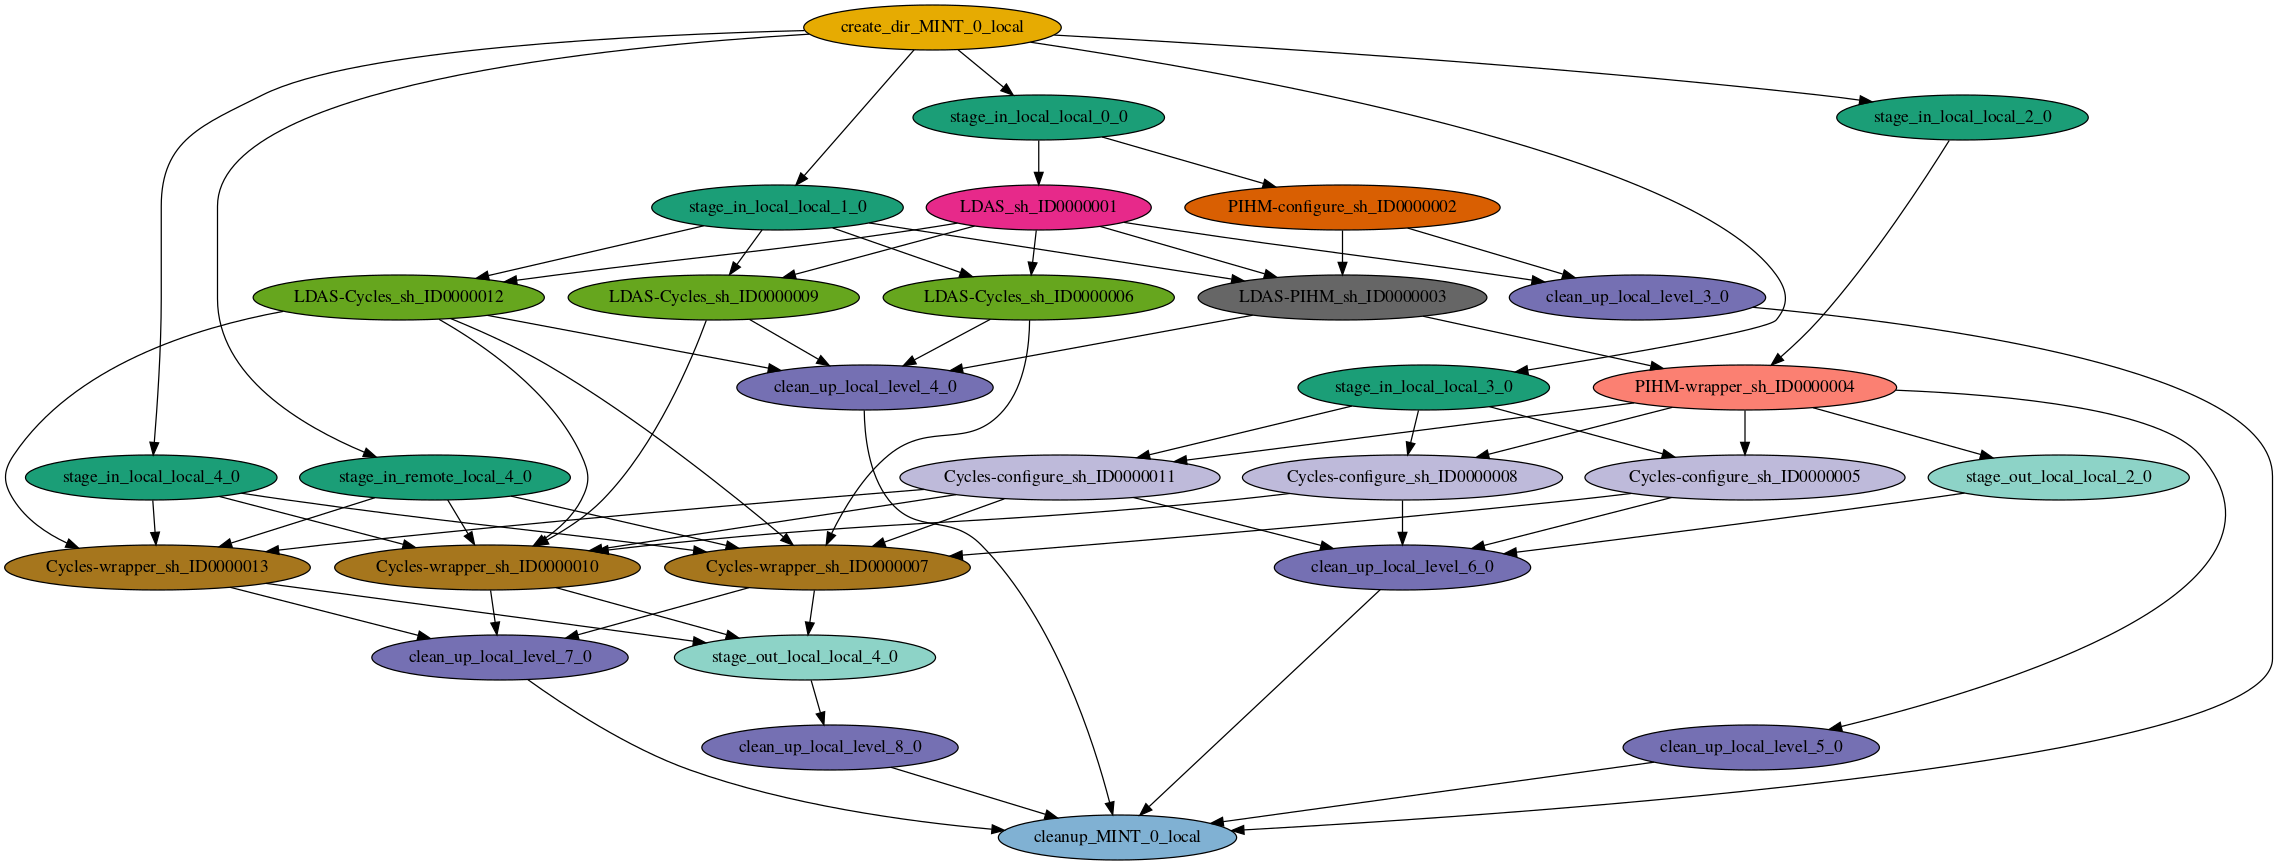 create_dir_MINT_0_local
stage_in_local_local_0_0
stage_in_local_local_2_0
stage_in_local_local_1_0
LDAS_sh_ID0000001
PIHM-configure_sh_ID0000002
LDAS-Cycles_sh_ID0000012
LDAS-Cycles_sh_ID0000009
LDAS-Cycles_sh_ID0000006
LDAS-PIHM_sh_ID0000003
clean_up_local_level_3_0
clean_up_local_level_4_0
stage_in_local_local_3_0
PIHM-wrapper_sh_ID0000004
stage_in_local_local_4_0
stage_in_remote_local_4_0
Cycles-configure_sh_ID0000011
Cycles-configure_sh_ID0000008
Cycles-configure_sh_ID0000005
stage_out_local_local_2_0
Cycles-wrapper_sh_ID0000013
Cycles-wrapper_sh_ID0000010
Cycles-wrapper_sh_ID0000007
clean_up_local_level_6_0
clean_up_local_level_7_0
stage_out_local_local_4_0
clean_up_local_level_8_0
clean_up_local_level_5_0
cleanup_MINT_0_local